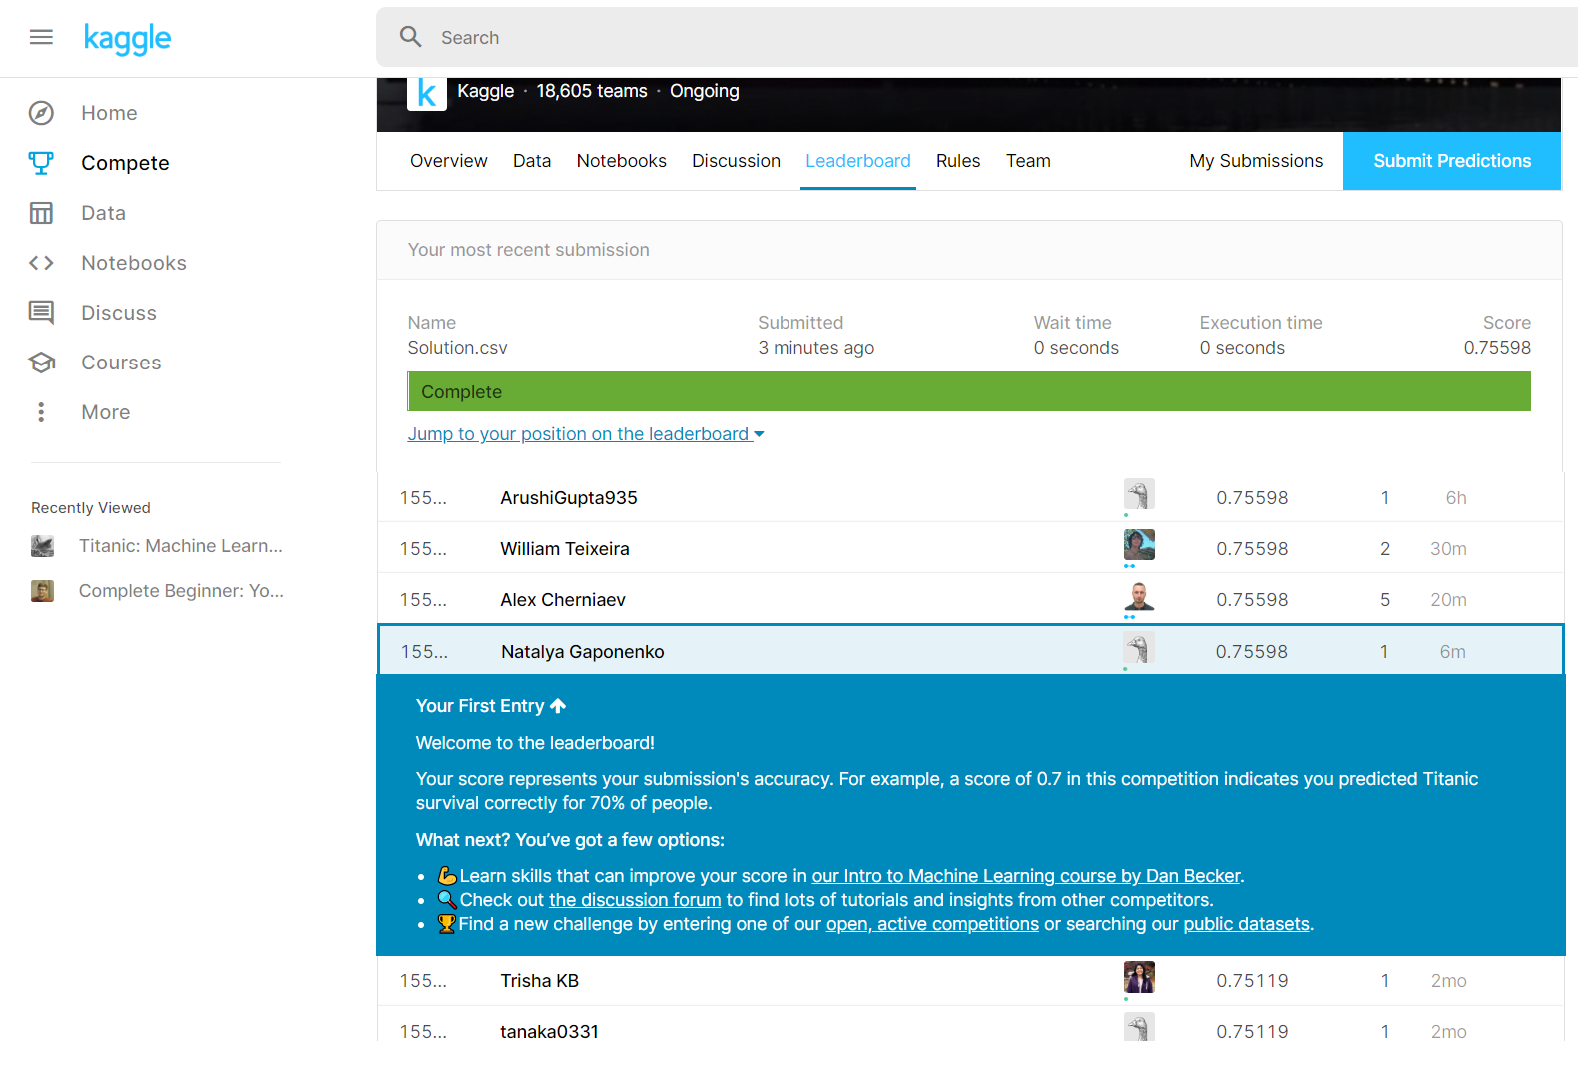 kaggle
Search
Home
Compete
Data
Notebooks
Discuss
Courses
More
Recently Viewed
Titanic: Machine Learn...
Complete Beginner: Yo...
k
Kaggle · 18,605 teams · Ongoing
Overview Data Notebooks Discussion Leaderboard Rules Team My Submissions Submit Predictions
Your most recent submission
Name Submitted Wait time Execution time Score
Solution.csv 3 minutes ago 0 seconds 0 seconds 0.75598
Complete
Jump to your position on the leaderboard
155... ArushiGupta935 0.75598 1 6h
155... William Teixeira 0.75598 2 30m
155... Alex Cherniaev 0.75598 5 20m
155... Natalya Gaponenko 0.75598 1 6m
Your First Entry
Welcome to the leaderboard!
Your score represents your submission's accuracy. For example, a score of 0.7 in this competition indicates you predicted Titanic
survival correctly for 70% of people.
What next? You've got a few options:
• 💪Learn skills that can improve your score in our Intro to Machine Learning course by Dan Becker.
• 🔍Check out the discussion forum to find lots of tutorials and insights from other competitors.
• 🏆Find a new challenge by entering one of our open, active competitions or searching our public datasets.
155... Trisha KB 0.75119 1 2mo
155... tanaka0331 0.75119 1 2mo